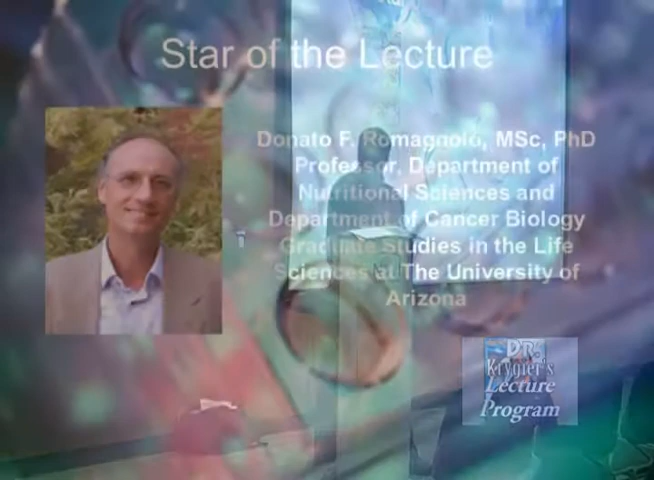 Star of the Lecture
Donato F. Romagnolo, MSc, PhD
Professor, Department of
Nutritional Sciences and
Department of Cancer Biology
Graduate Studies in the Life
Sciences at The University of
Arizona
Dr.
Krygier's
Lecture
Program